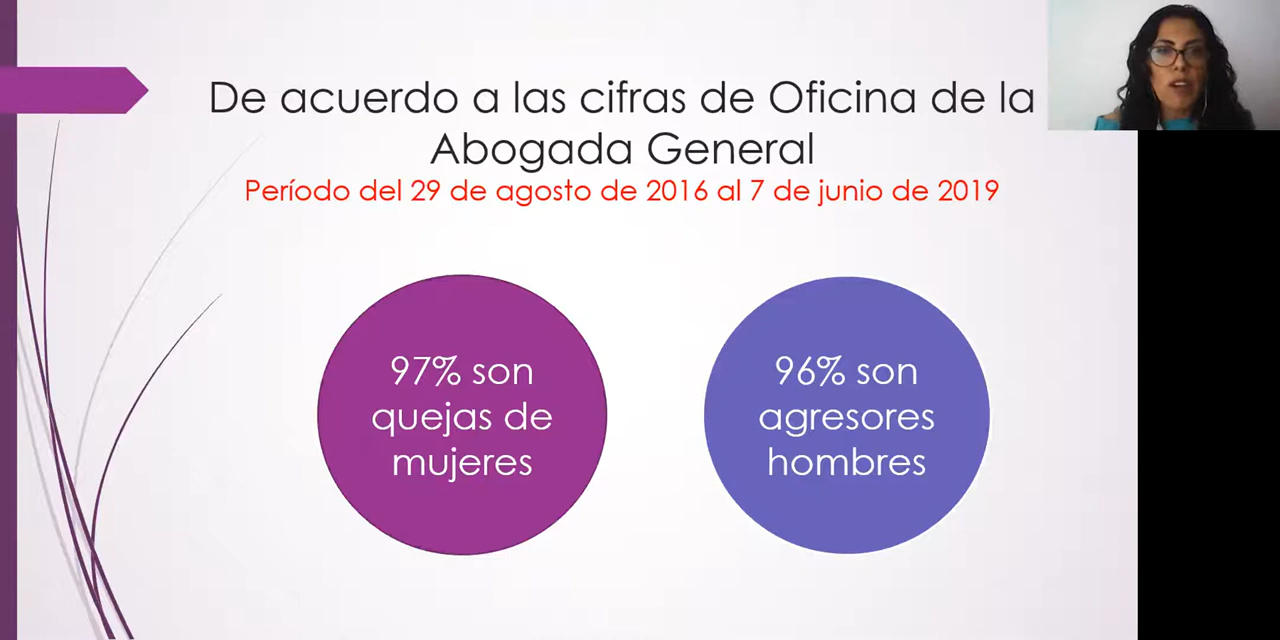 De acuerdo a las cifras de Oficina de la
Abogada General
Período del 29 de agosto de 2016 al 7 de junio de 2019
97% son
quejas de
mujeres
96% son
agresores
hombres